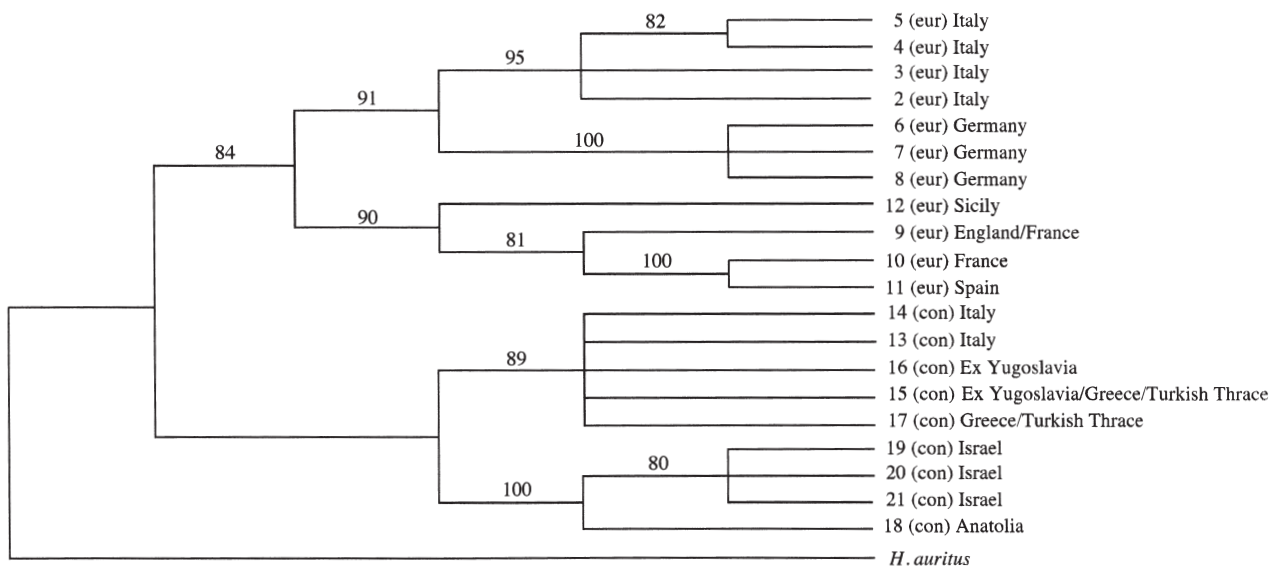 82
5 (eur) Italy
4 (eur) Italy
95
3 (eur) Italy
2 (eur) Italy
91
6 (eur) Germany
100
7 (eur) Germany
84
8 (eur) Germany
12 (eur) Sicily
90
9 (eur) England/France
81
10 (eur) France
100
11 (eur) Spain
14 (con) Italy
13 (con) Italy
89
16 (con) Ex Yugoslavia
15 (con) Ex Yugoslavia/Greece/Turkish Thrace
17 (con) Greece/Turkish Thrace
19 (con) Israel
80
20 (con) Israel
100
21 (con) Israel
18 (con) Anatolia
H. auritus